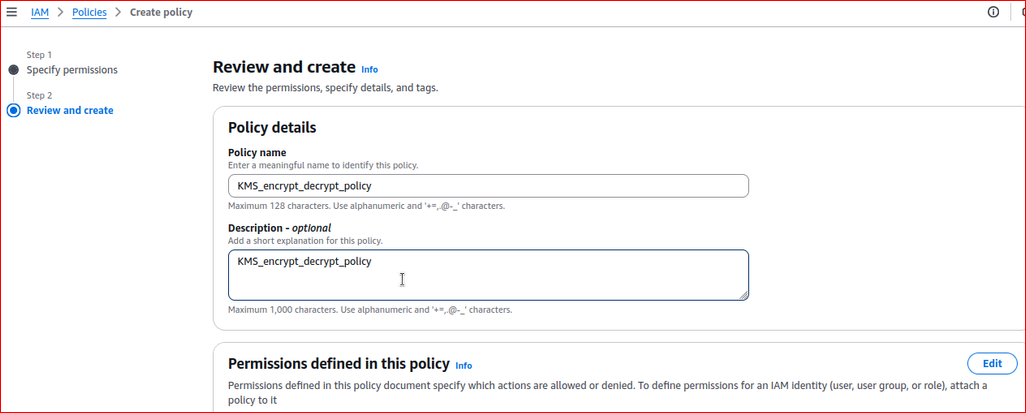 IAM > Policies > Create policy
Step 1
Specify permissions
Step 2
Review and create
Review and create Info
Review the permissions, specify details, and tags.
Policy details
Policy name
Enter a meaningful name to identify this policy.
KMS_encrypt_decrypt_policy
Maximum 128 characters. Use alphanumeric and '+=,.@-_' characters.
Description - optional
Add a short explanation for this policy.
KMS_encrypt_decrypt_policy
Maximum 1,000 characters. Use alphanumeric and '+=,.@-_' characters.
Permissions defined in this policy Info
Edit
Permissions defined in this policy document specify which actions are allowed or denied. To define permissions for an IAM identity (user, user group, or role), attach a
policy to it